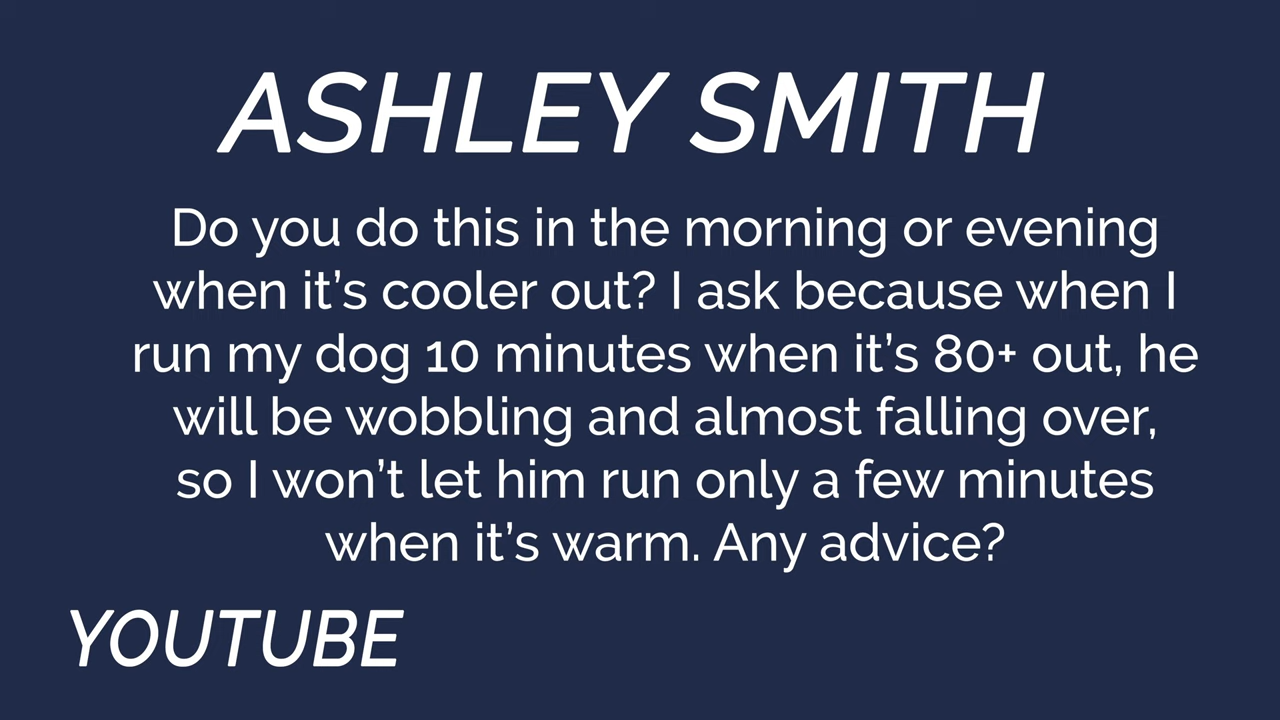 ASHLEY SMITH
Do you do this in the morning or evening
when it’s cooler out? I ask because when I
run my dog 10 minutes when it’s 80+ out, he
will be wobbling and almost falling over,
so I won’t let him run only a few minutes
when it’s warm. Any advice?
YOUTUBE